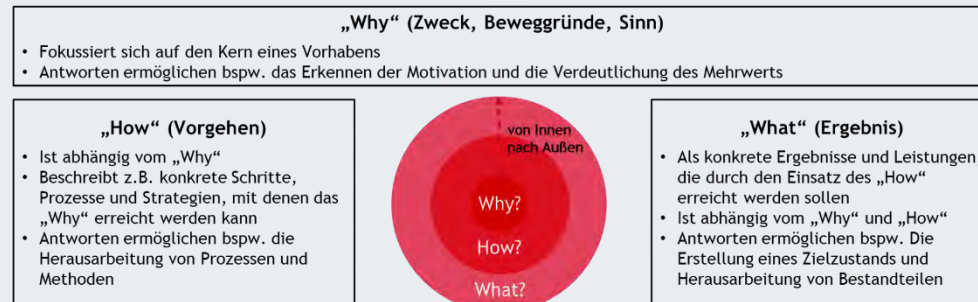 „Why“ (Zweck, Beweggründe, Sinn)
• Fokussiert sich auf den Kern eines Vorhabens
• Antworten ermöglichen bspw. das Erkennen der Motivation und die Verdeutlichung des Mehrwerts
„How“ (Vorgehen)
• Ist abhängig vom „Why“
• Beschreibt z.B. konkrete Schritte,
Prozesse und Strategien, mit denen das
„Why“ erreicht werden kann
• Antworten ermöglichen bspw. die
Herausarbeitung von Prozessen und
Methoden
von Innen
nach Außen
Why?
How?
What?
„What“ (Ergebnis)
• Als konkrete Ergebnisse und Leistungen
die durch den Einsatz des „How“
erreicht werden sollen
• Ist abhängig vom „Why“ und „How“
• Antworten ermöglichen bspw. Die
Erstellung eines Zielzustands und
Herausarbeitung von Bestandteilen